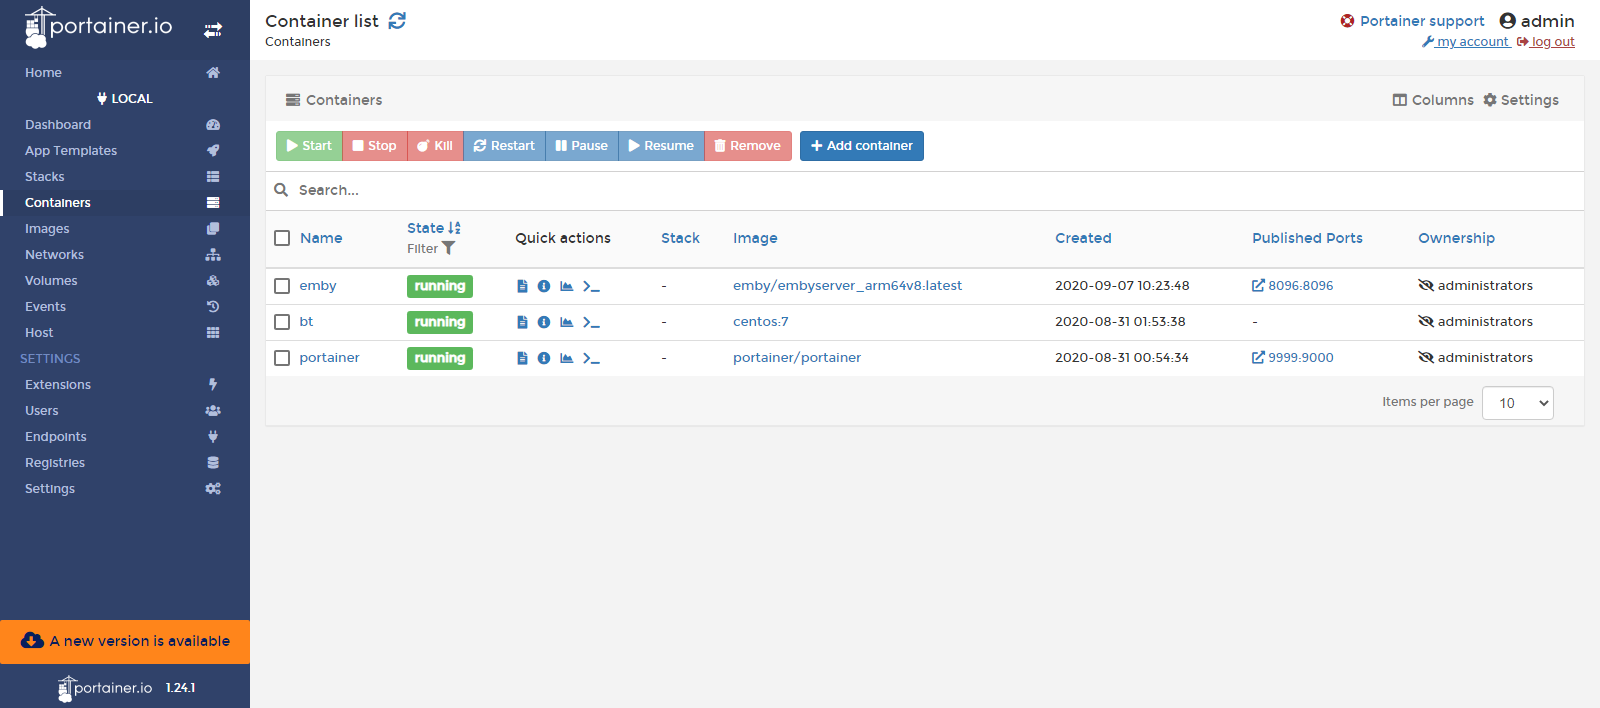 portainer.io
Home
LOCAL
Dashboard
App Templates
Stacks
Containers
Images
Networks
Volumes
Events
Host
SETTINGS
Extensions
Users
Endpoints
Registries
Settings
A new version is available
portainer.io 1.24.1
Container list
Containers
Portainer support admin
my account log out
Containers Columns Settings
Start Stop Kill Restart Pause Resume Remove Add container
Search...
Name State Filter Quick actions Stack Image Created Published Ports Ownership
emby running - emby/embyserver_arm64v8:latest 2020-09-07 10:23:48 8096:8096 administrators
bt running - centos:7 2020-08-31 01:53:38 - administrators
portainer running - portainer/portainer 2020-08-31 00:54:34 9999:9000 administrators
Items per page 10